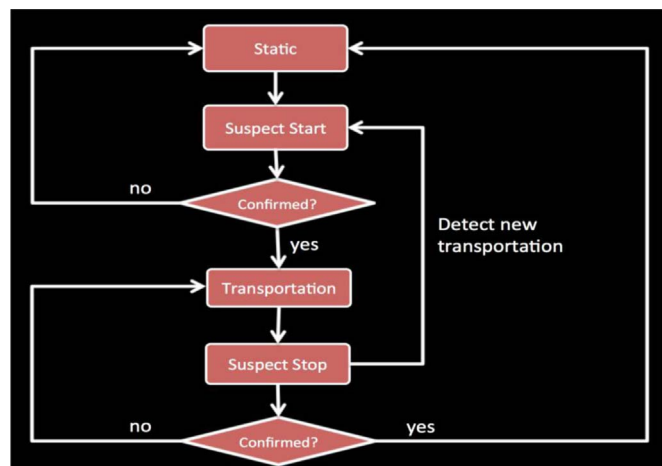 Static
Suspect Start
no
Confirmed?
yes
Detect new
transportation
Transportation
Suspect Stop
no
Confirmed?
yes